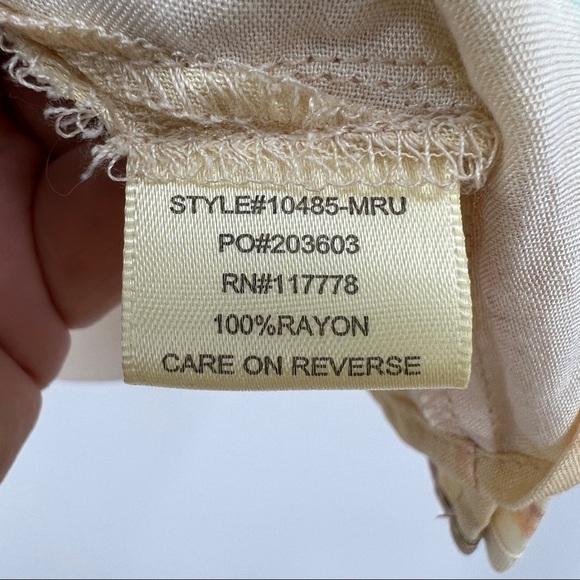 STYLE#10485-MRU
PO#203603
RN#117778
100%RAYON
CARE ON REVERSE